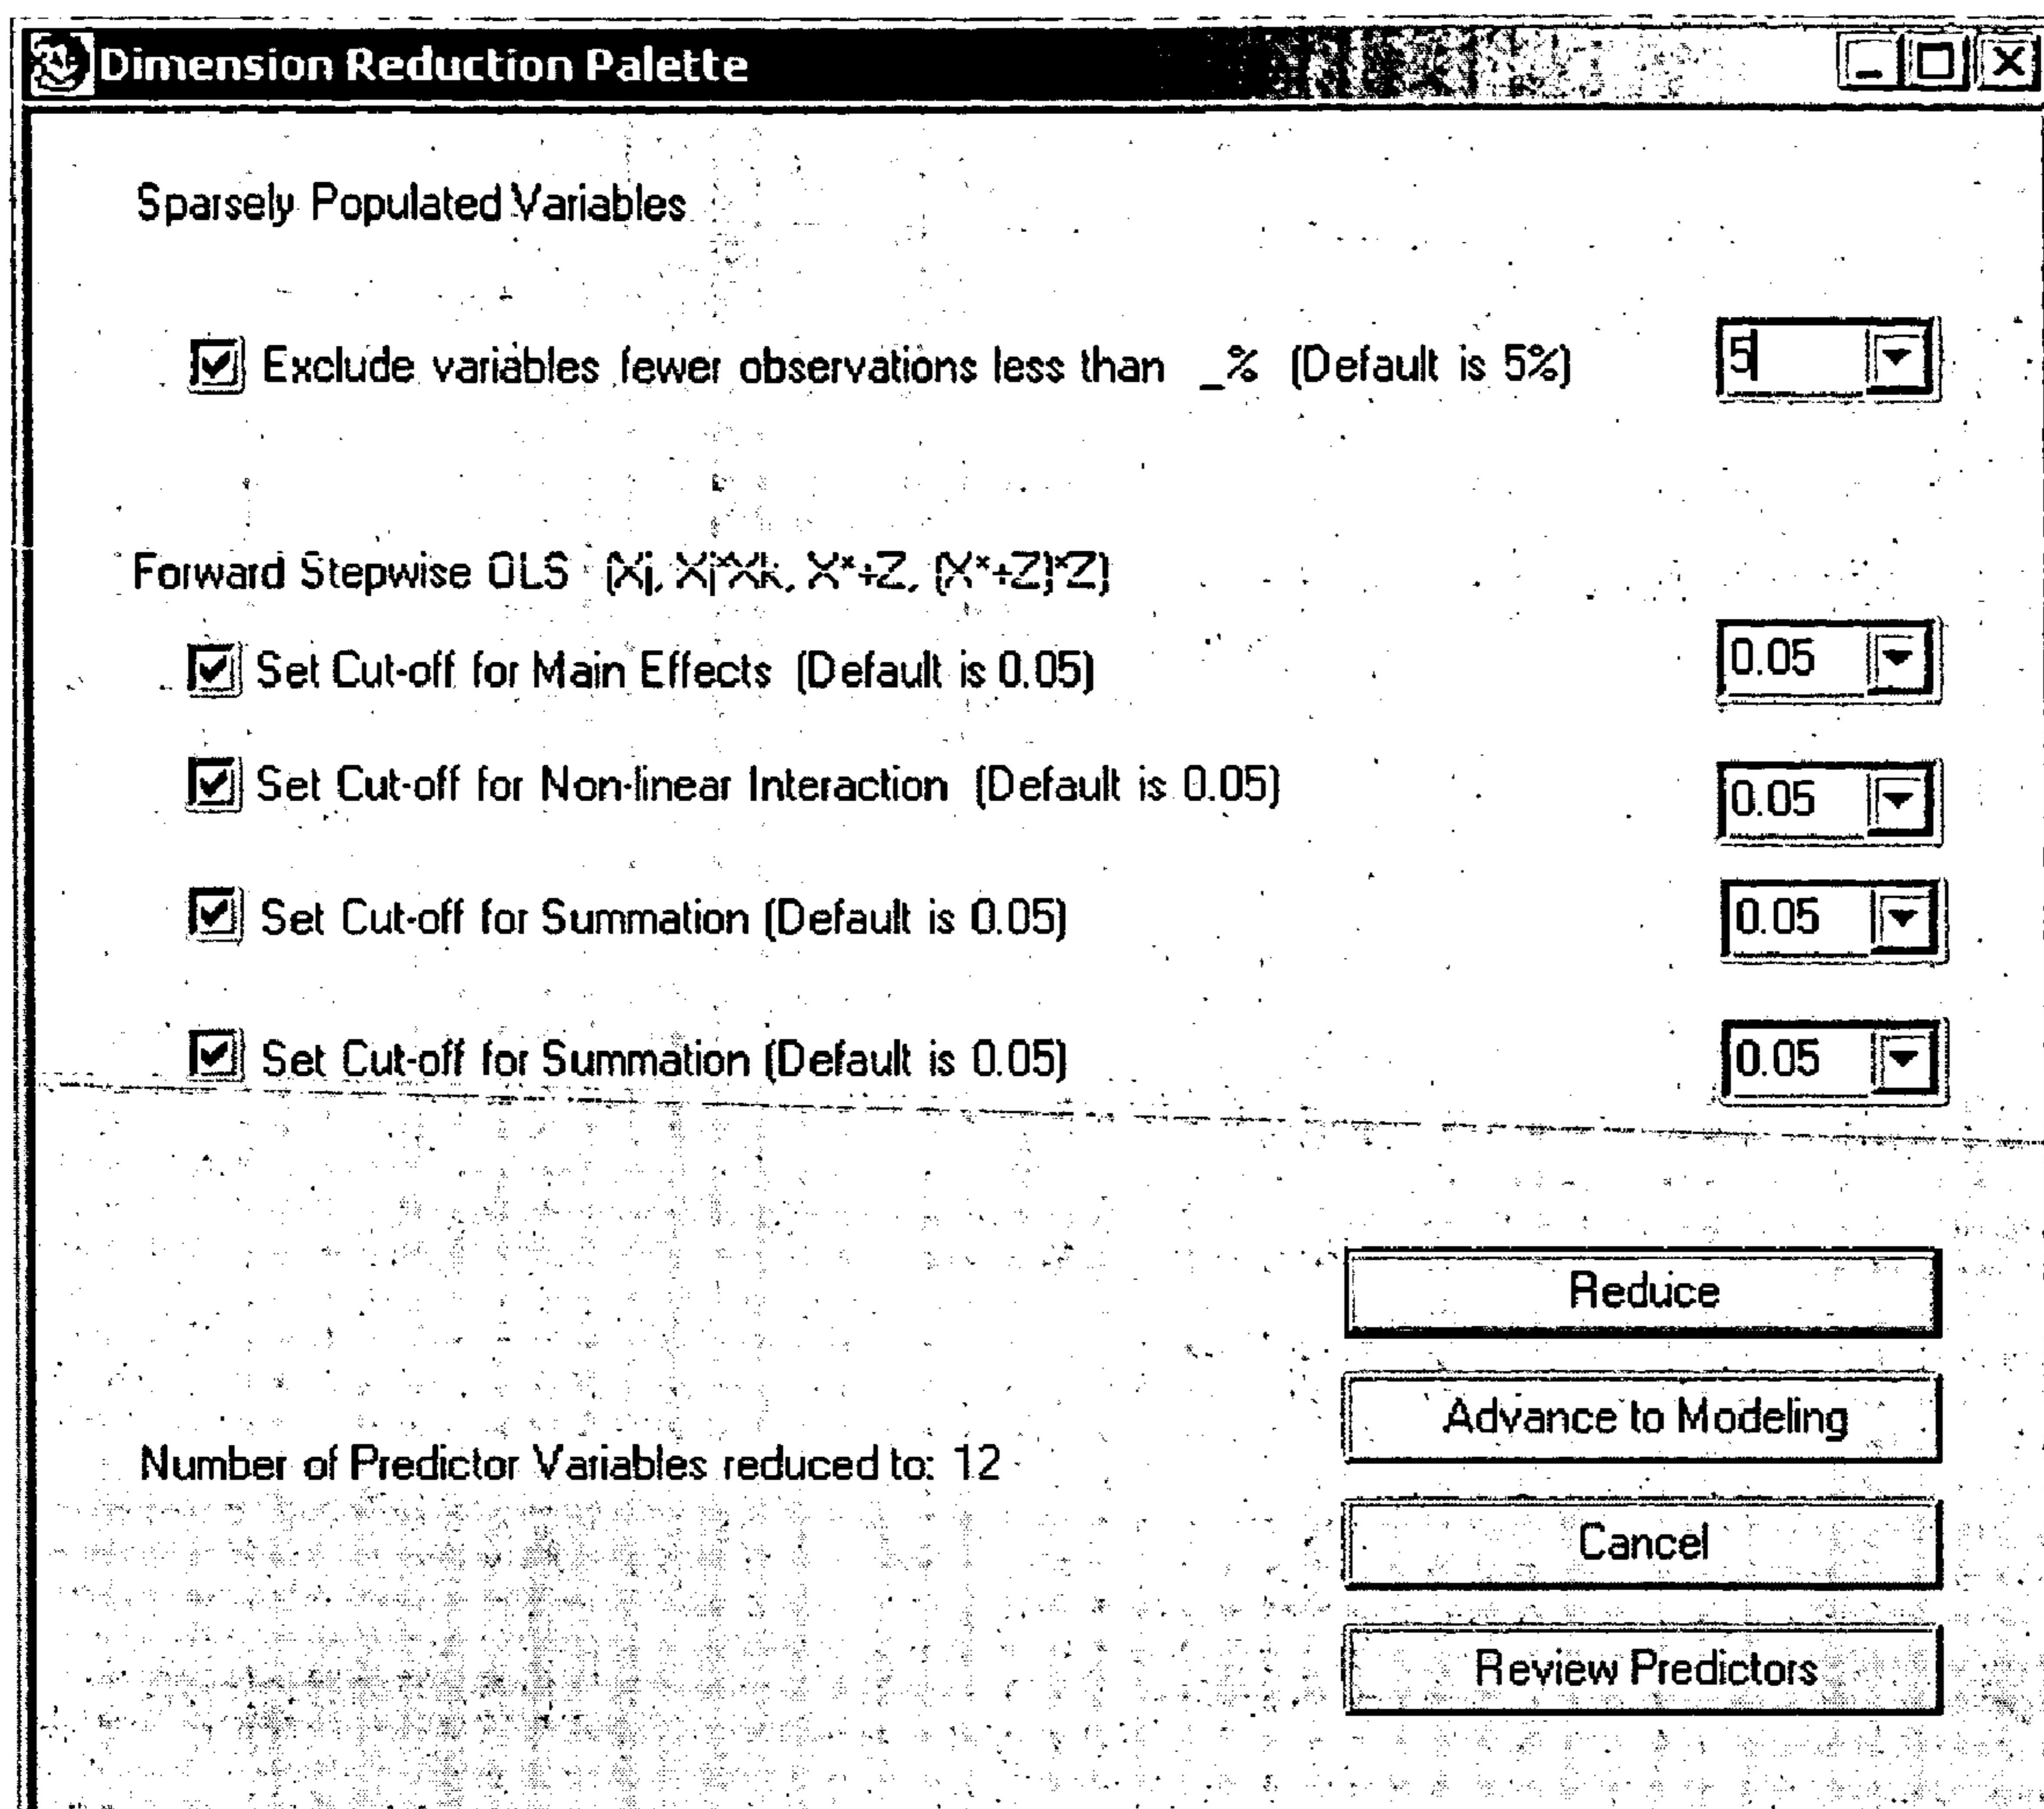 Dimension Reduction Palette
Sparsely Populated Variables
Exclude variables fewer observations less than _% (Default is 5%) 5
Forward Stepwise OLS (Xj, Xj*Xk, X*+Z, (X*+Z)*Z)
Set Cut-off for Main Effects (Default is 0.05) 0.05
Set Cut-off for Non-linear Interaction (Default is 0.05) 0.05
Set Cut-off for Summation (Default is 0.05) 0.05
Set Cut-off for Summation (Default is 0.05) 0.05
Reduce
Advance to Modeling
Number of Predictor Variables reduced to: 12
Cancel
Review Predictors